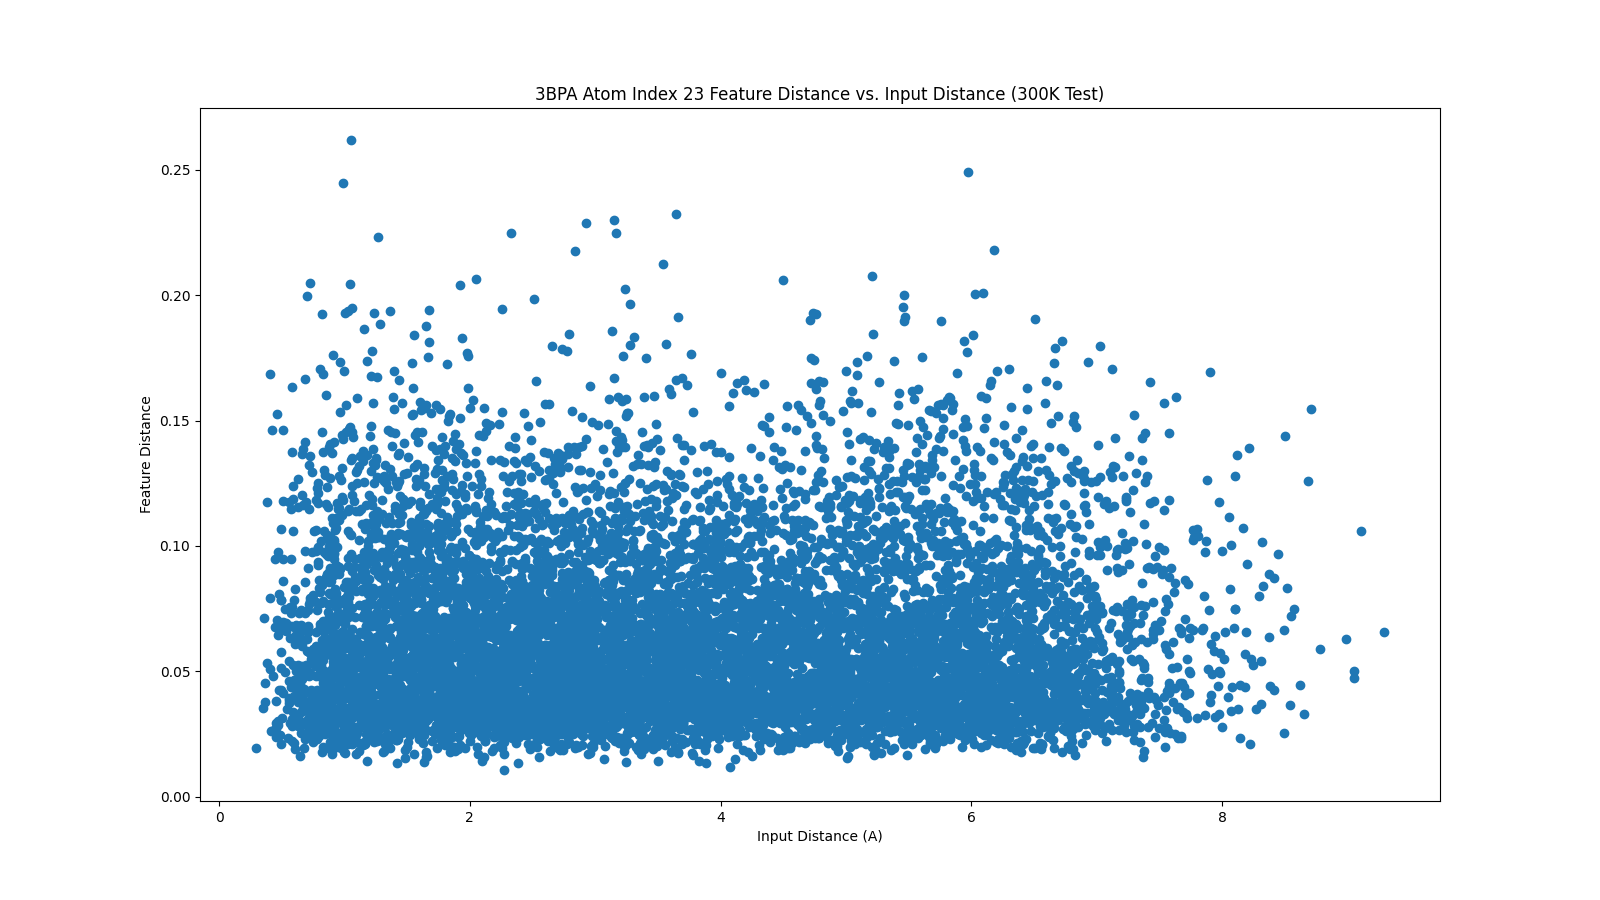 3BPA Atom Index 23 Feature Distance vs. Input Distance (300K Test)
Feature Distance
0.25
0.20
0.15
0.10
0.05
0.00
0 2 4 6 8
Input Distance (A)